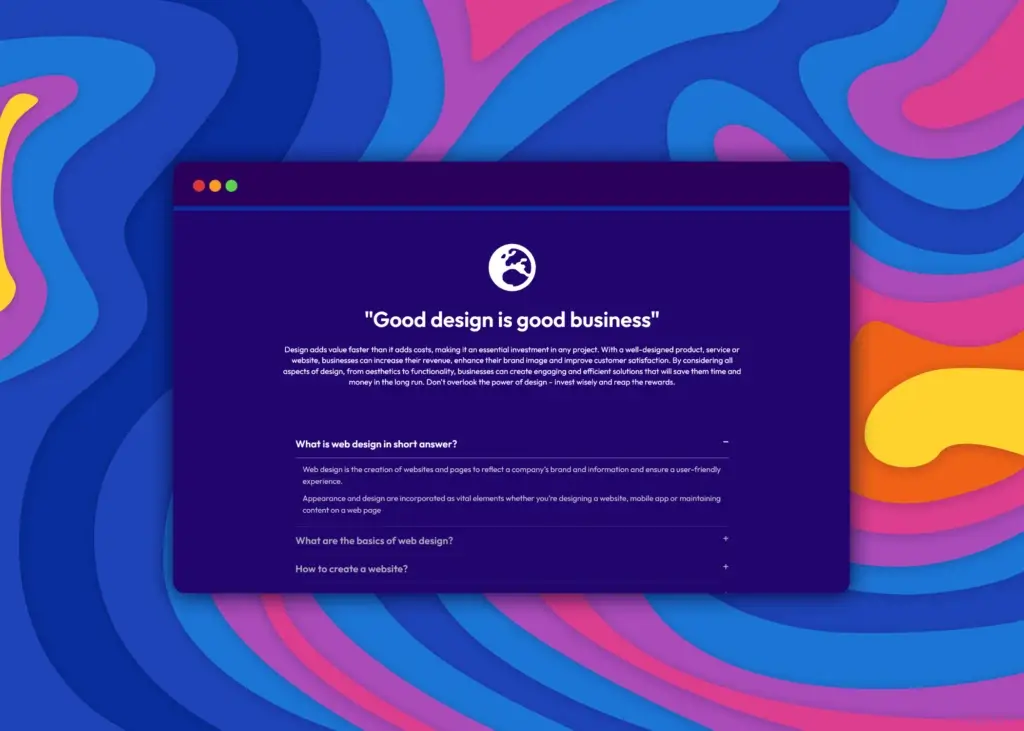 "Good design is good business"
Design adds value faster than it adds costs, making it an essential investment in any project. With a well-designed product, service or
website, businesses can increase their revenue, enhance their brand image and improve customer satisfaction. By considering all
aspects of design, from aesthetics to functionality, businesses can create engaging and efficient solutions that will save them time and
money in the long run. Don't overlook the power of design - invest wisely and reap the rewards.
What is web design in short answer? −
Web design is the creation of websites and pages to reflect a company's brand and information and ensure a user-friendly
experience.
Appearance and design are incorporated as vital elements whether you're designing a website, mobile app or maintaining
content on a web page
What are the basics of web design? +
How to create a website? +